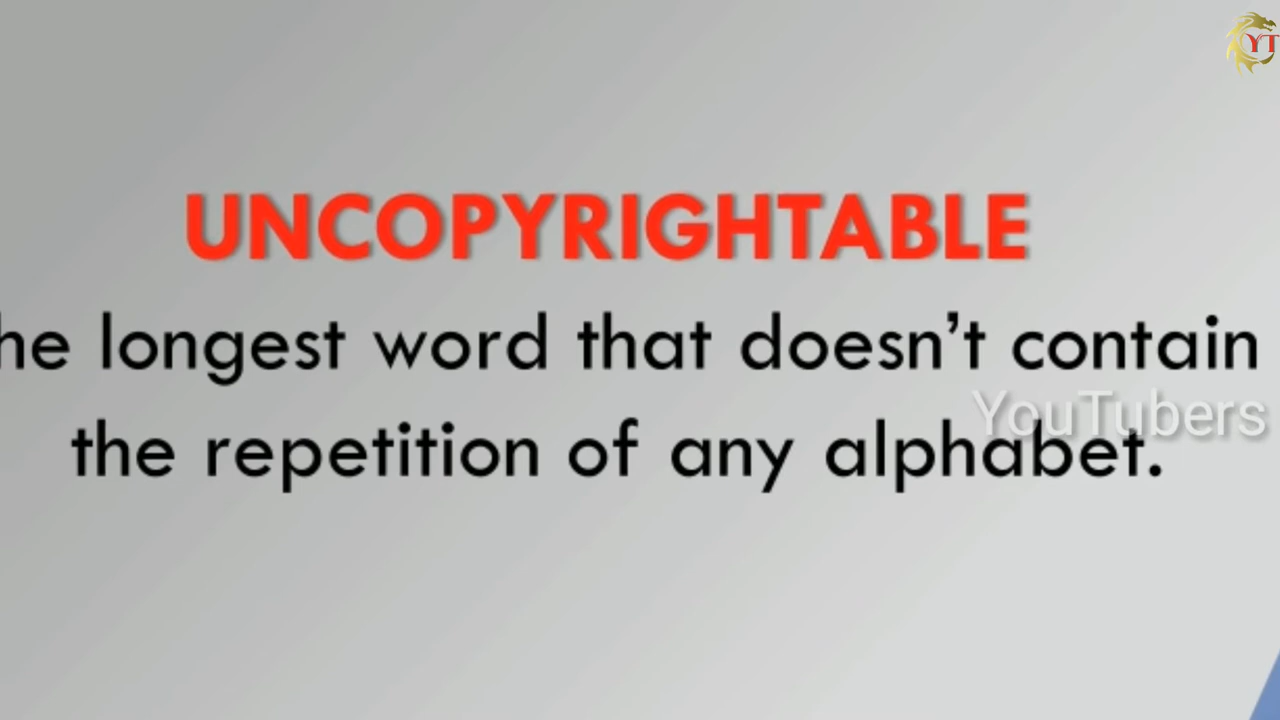 YT
UNCOPYRIGHTABLE
he longest word that doesn’t contain
YouTubers
the repetition of any alphabet.